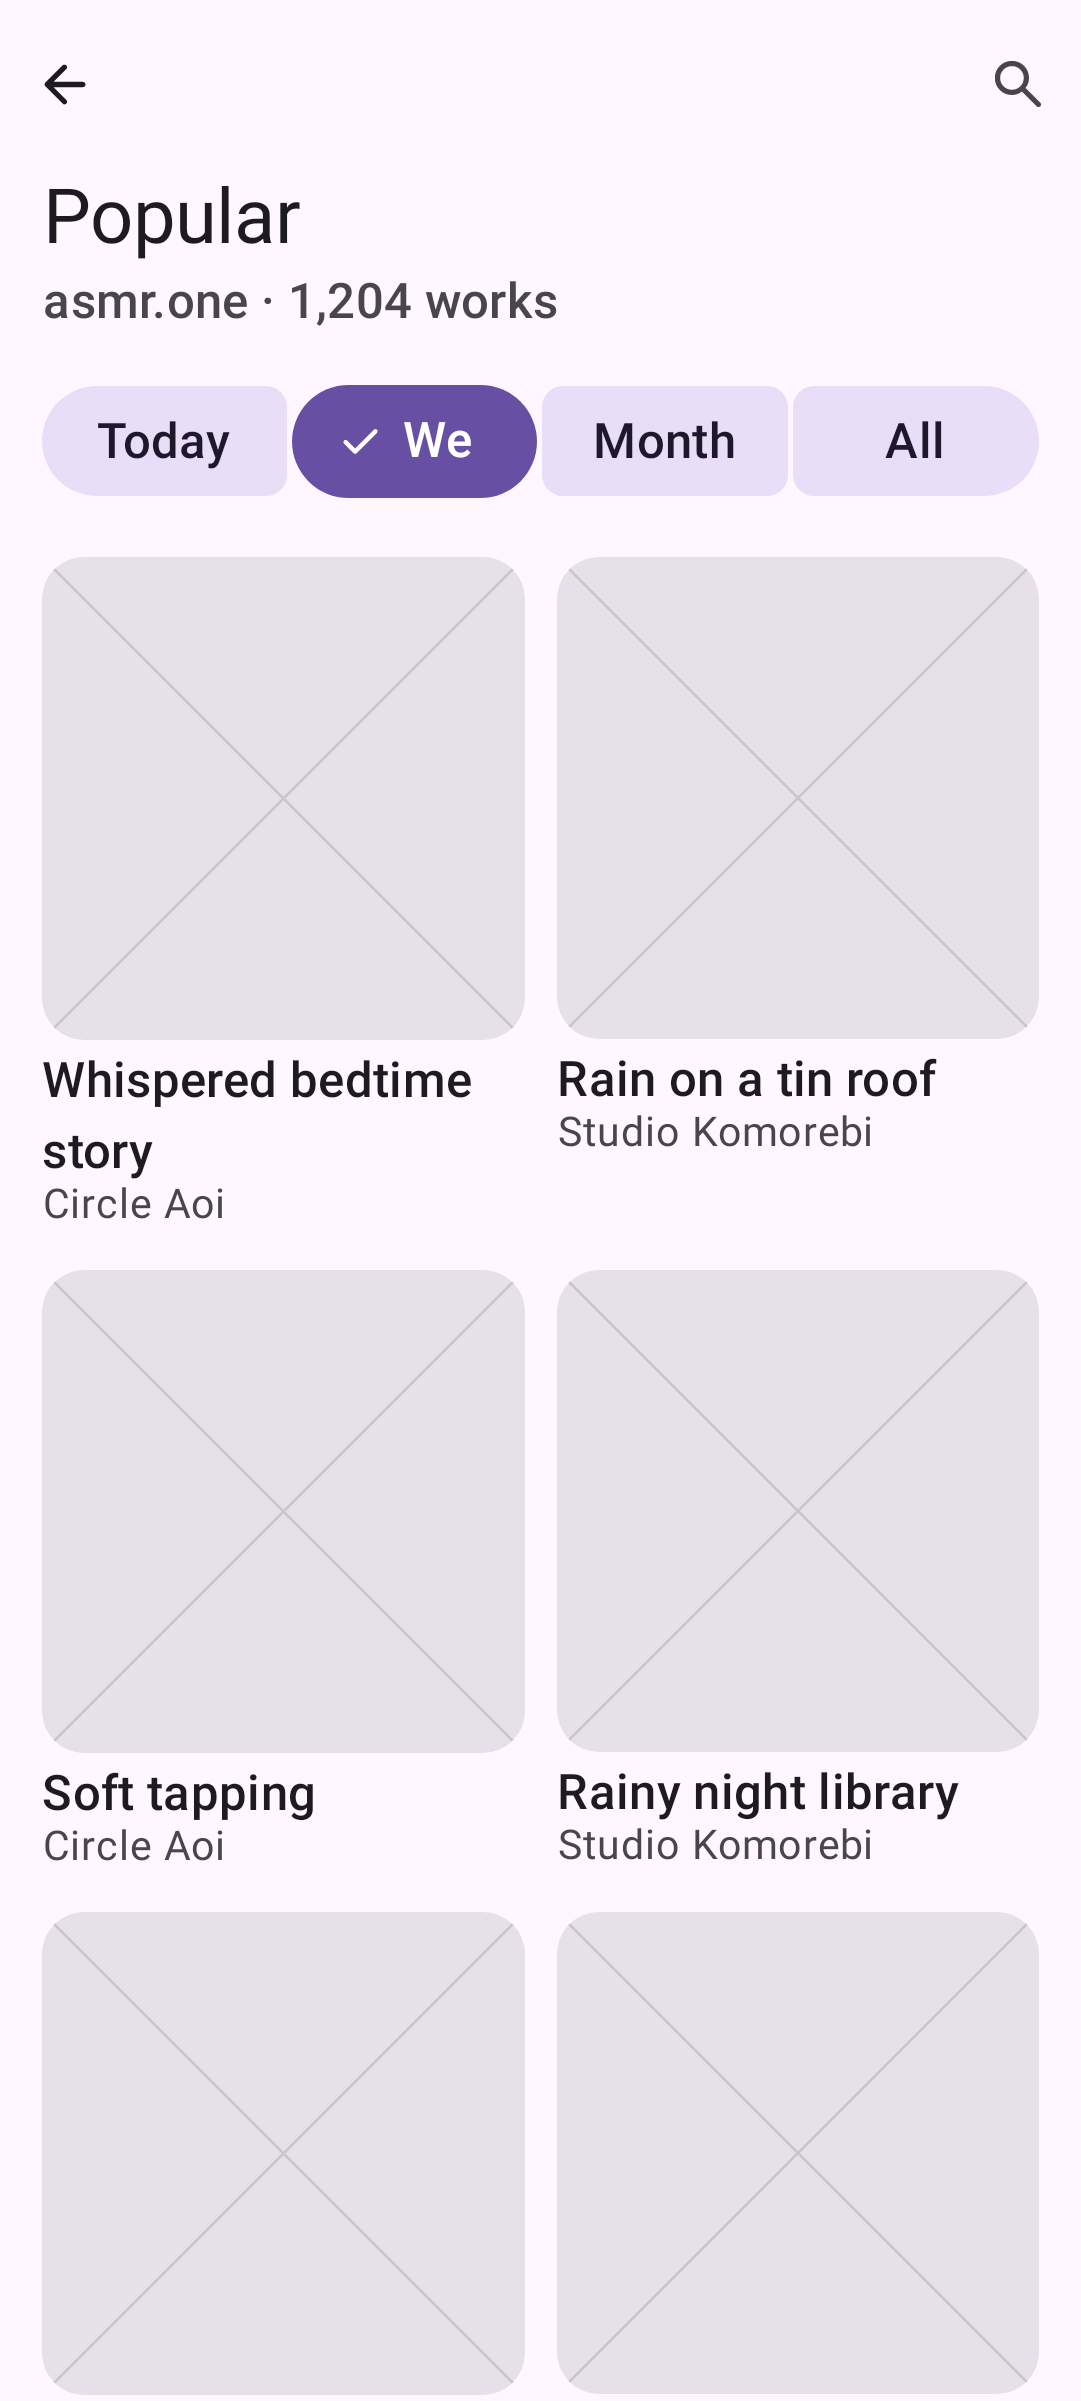 Popular
asmr.one · 1,204 works
Today
We
Month
All
Whispered bedtime
story
Circle Aoi
Rain on a tin roof
Studio Komorebi
Soft tapping
Circle Aoi
Rainy night library
Studio Komorebi